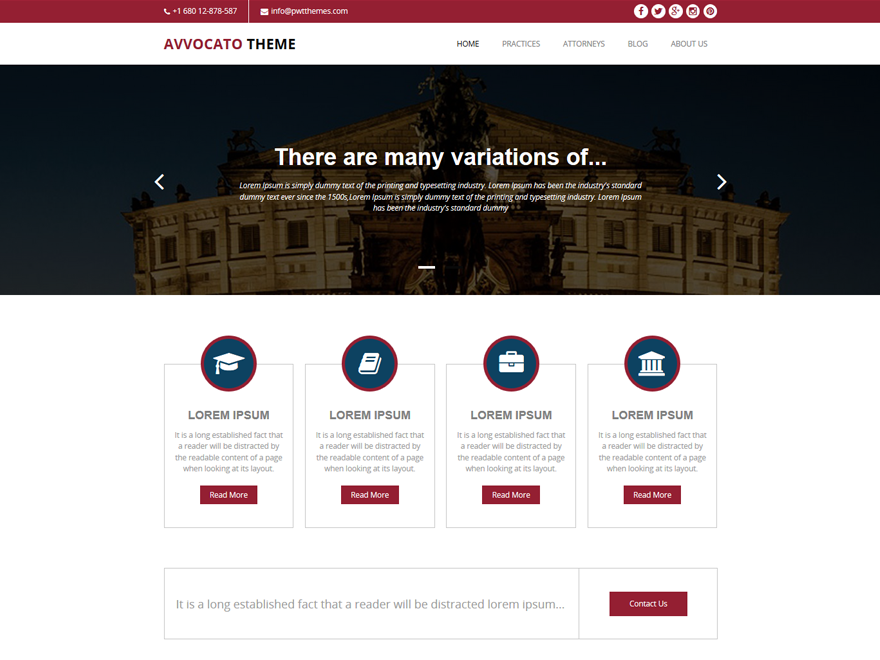 +1 680 12-878-587 info@pwtthemes.com
AVVOCATO THEME HOME PRACTICES ATTORNEYS BLOG ABOUT US
There are many variations of...
Lorem Ipsum is simply dummy text of the printing and typesetting industry. Lorem Ipsum has been the industry's standard
dummy text ever since the 1500s,Lorem Ipsum is simply dummy text of the printing and typesetting industry. Lorem Ipsum
has been the industry's standard dummy
LOREM IPSUM
It is a long established fact that
a reader will be distracted by
the readable content of a page
when looking at its layout.
Read More
LOREM IPSUM
It is a long established fact that
a reader will be distracted by
the readable content of a page
when looking at its layout.
Read More
LOREM IPSUM
It is a long established fact that
a reader will be distracted by
the readable content of a page
when looking at its layout.
Read More
LOREM IPSUM
It is a long established fact that
a reader will be distracted by
the readable content of a page
when looking at its layout.
Read More
It is a long established fact that a reader will be distracted lorem ipsum...
Contact Us